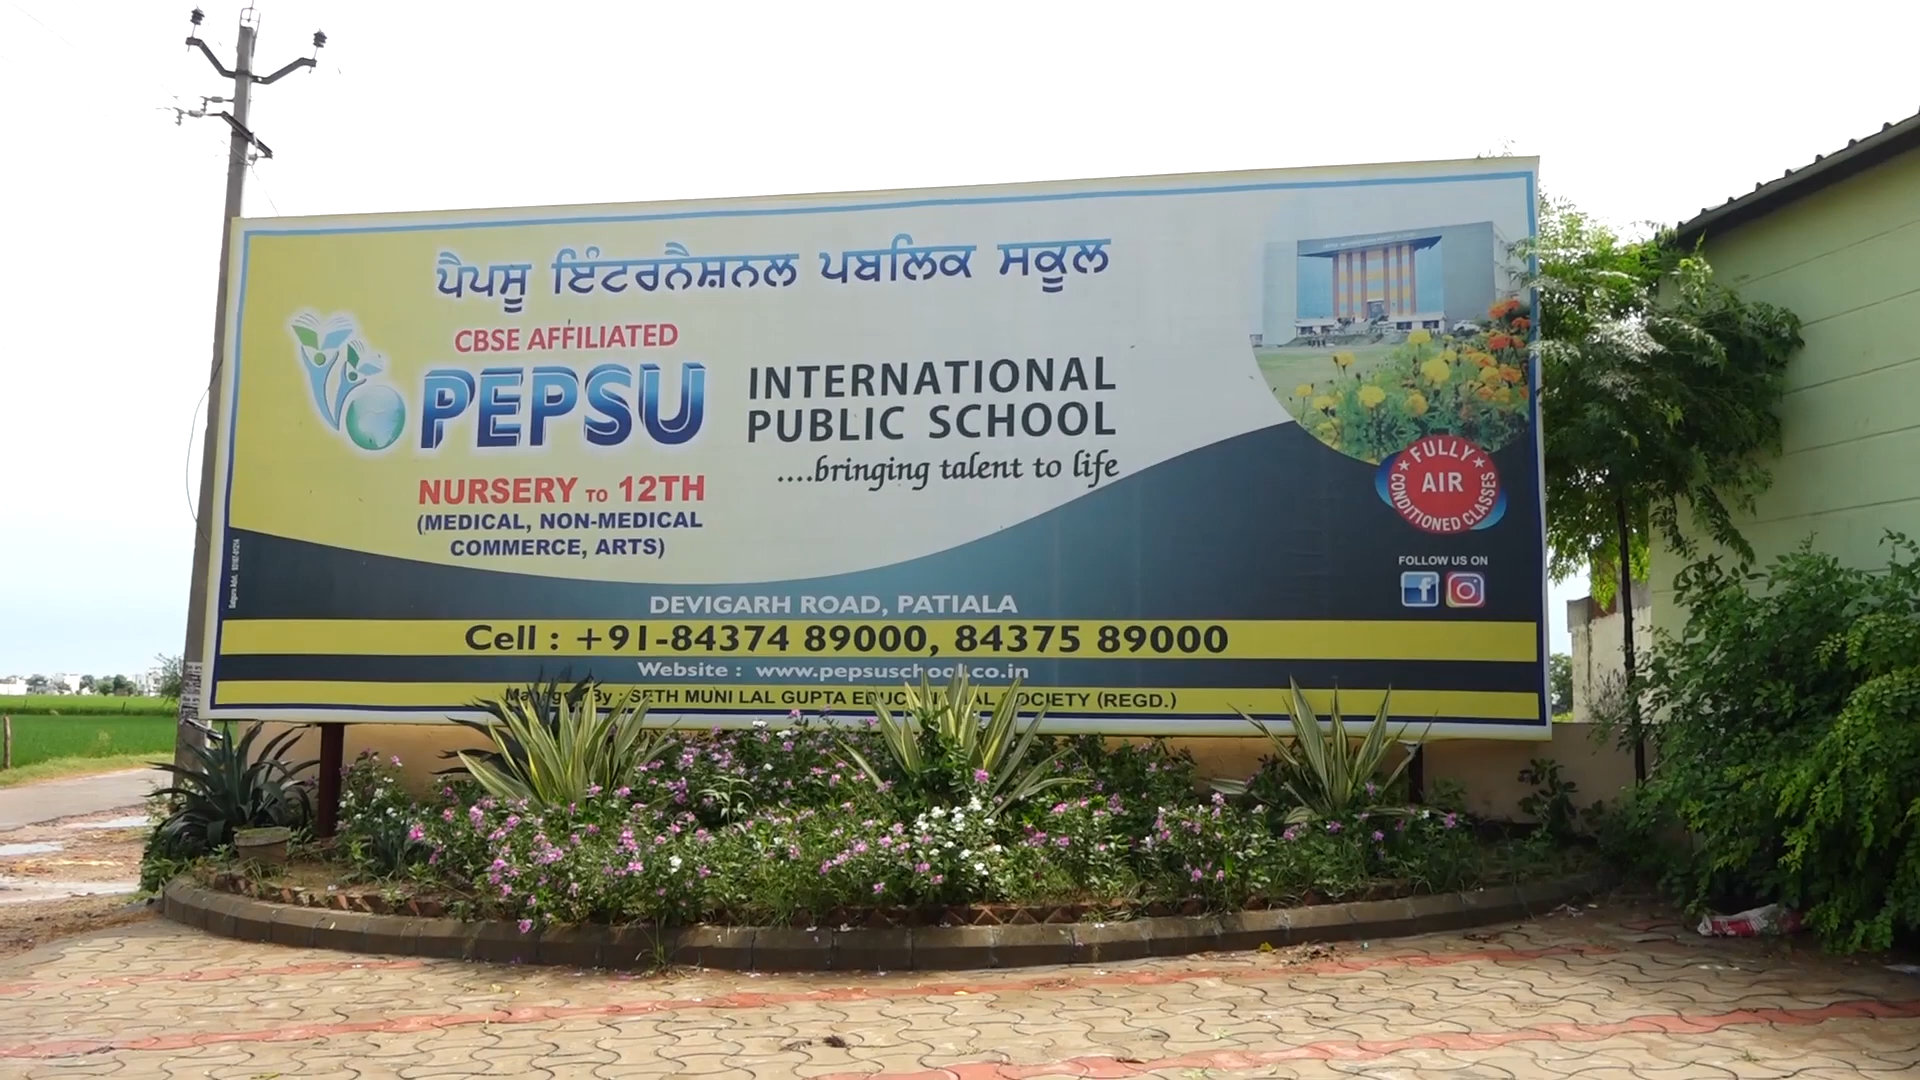 ਪੈਪਸੂ ਇੰਟਰਨੈਸ਼ਨਲ ਪਬਲਿਕ ਸਕੂਲ
CBSE AFFILIATED
PEPSU
INTERNATIONAL
PUBLIC SCHOOL
....bringing talent to life
NURSERY TO 12TH
(MEDICAL, NON-MEDICAL
COMMERCE, ARTS)
FULLY
AIR
CONDITIONED CLASSES
FOLLOW US ON
DEVIGARH ROAD, PATIALA
Cell : +91-84374 89000, 84375 89000
Website : www.pepsuschool.co.in
By : SETH MUNI LAL GUPTA SOCIETY (REGD.)